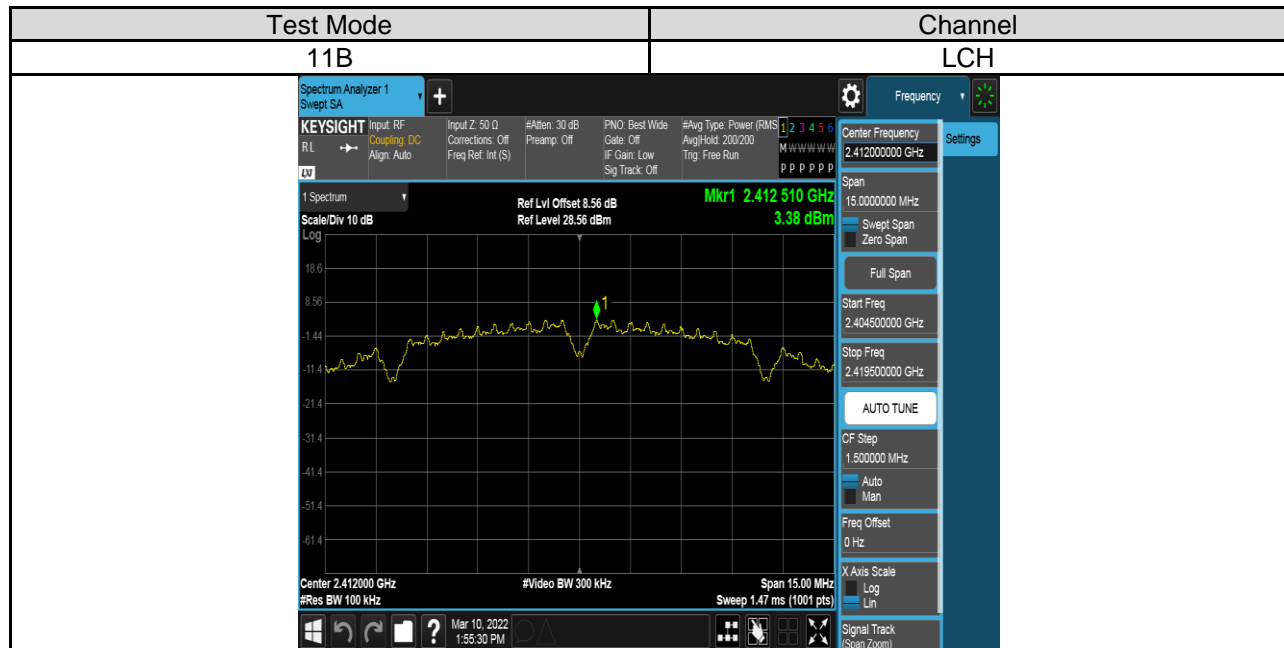 Test Mode Channel
11B LCH
Spectrum Analyzer 1
Swept SA
+
Frequency
KEYSIGHT
RL
LXI
Input: RF
Coupling: DC
Align: Auto
Input Z: 50 Ω
Corrections: Off
Freq Ref: Int (S)
#Atten: 30 dB
Preamp: Off
PNO: Best Wide
Gate: Off
IF Gain: Low
Sig Track: Off
#Avg Type: Power (RMS
Avg|Hold: 200/200
Trig: Free Run
1 2 3 4 5 6
M W W W W W
P P P P P P
1 Spectrum
Scale/Div 10 dB
Ref Lvl Offset 8.56 dB
Ref Level 28.56 dBm
Mkr1 2.412 510 GHz
3.38 dBm
Log
18.6
8.56
-1.44
-11.4
-21.4
-31.4
-41.4
-51.4
-61.4
1
Center 2.412000 GHz
#Res BW 100 kHz
#Video BW 300 kHz
Span 15.00 MHz
Sweep 1.47 ms (1001 pts)
?
Mar 10, 2022
1:55:30 PM
Center Frequency
2.412000000 GHz
Settings
Span
15.0000000 MHz
Swept Span
Zero Span
Full Span
Start Freq
2.404500000 GHz
Stop Freq
2.419500000 GHz
AUTO TUNE
CF Step
1.500000 MHz
Auto
Man
Freq Offset
0 Hz
X Axis Scale
Log
Lin
Signal Track
(Span Zoom)